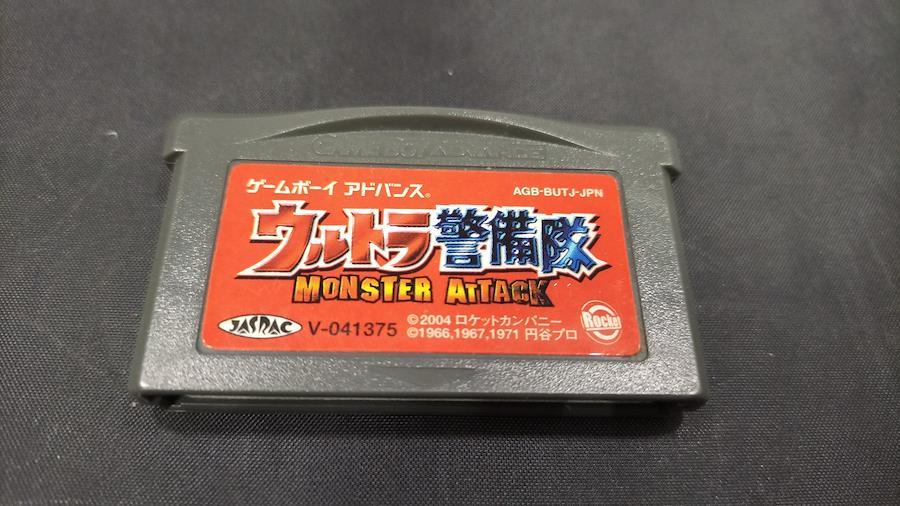 GAME BOY ADVANCE
ゲームボーイ アドバンス®
AGB-BUTJ-JPN
ウルトラ警備隊
MONSTER ATTACK
JASRAC
V-041375
©2004 ロケットカンパニー
©1966,1967,1971 円谷プロ
Rocket